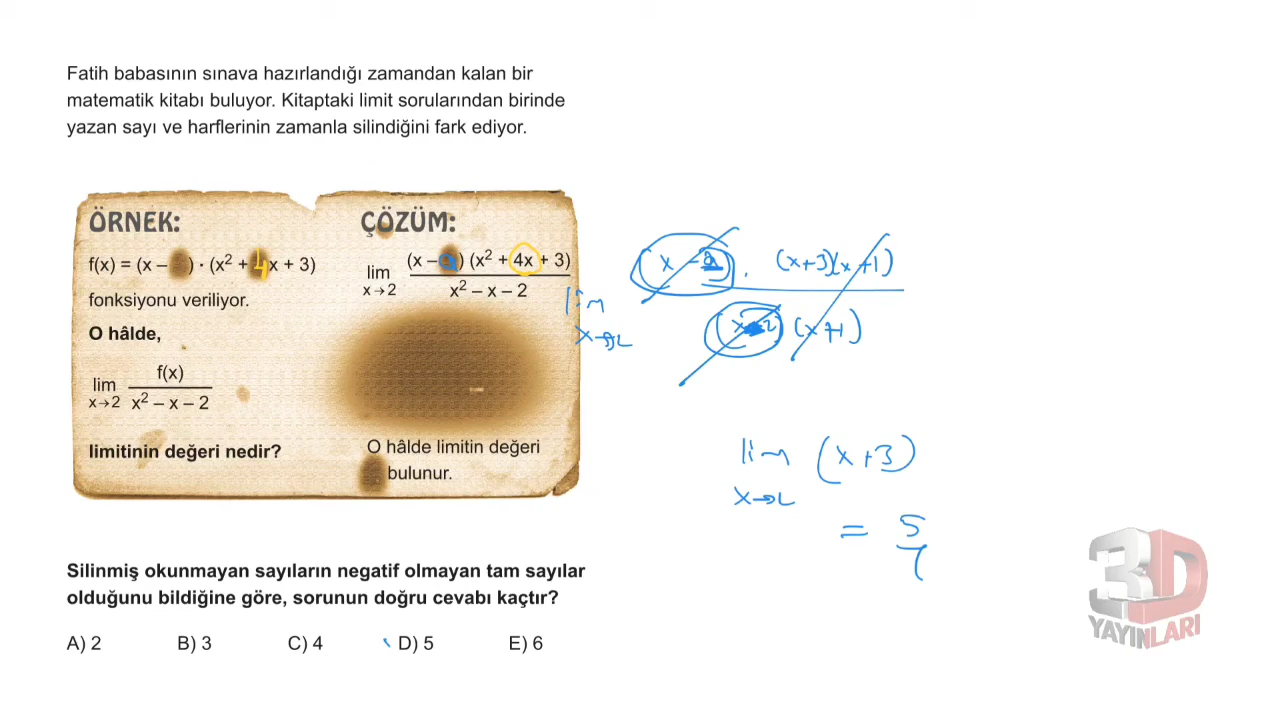 Fatih babasının sınava hazırlandığı zamandan kalan bir
matematik kitabı buluyor. Kitaptaki limit sorularından birinde
yazan sayı ve harflerinin zamanla silindiğini fark ediyor.
ÖRNEK:
f(x) = (x – ) · (x² + 4x + 3)
fonksiyonu veriliyor.
O hâlde,
lim x→2 f(x) / x² – x – 2
limitinin değeri nedir?
ÇÖZÜM:
lim x→2 (x – ) (x² + 4x + 3) / x² – x – 2
O hâlde limitin değeri
bulunur.
lim x→2 (x – 2) . (x+3)(x+1) / (x–2) (x+1)
lim x→2 (x+3)
= 5
Silinmiş okunmayan sayıların negatif olmayan tam sayılar
olduğunu bildiğine göre, sorunun doğru cevabı kaçtır?
A) 2 B) 3 C) 4 D) 5 E) 6
3D
YAYINLARI